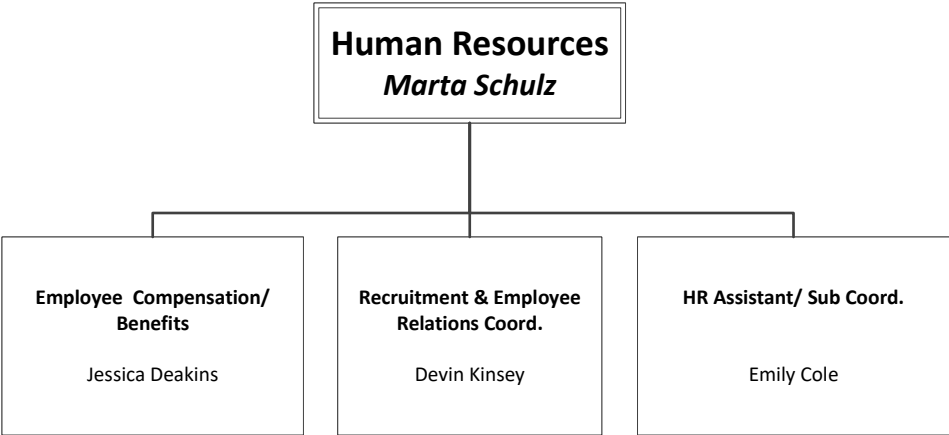 Human Resources
Marta Schulz
Employee  Compensation/
Benefits
Jessica Deakins
Recruitment & Employee
Relations Coord.
Devin Kinsey
HR Assistant/ Sub Coord.
Emily Cole